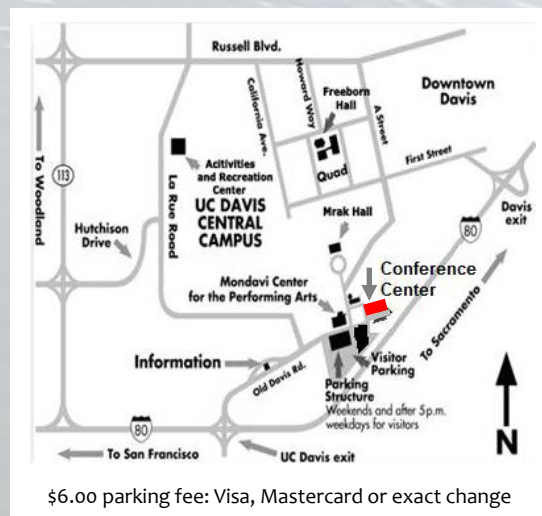 Russell Blvd.
Howard Way
Downtown
Davis
California Ave.
Freeborn
Hall
A Street
To Woodland
113
Acitivities
and Recreation
Center
Quad
First Street
La Rue Road
UC DAVIS
CENTRAL
CAMPUS
Mrak Hall
Davis
exit
Hutchison
Drive
80
Conference
Center
Mondavi Center
for the Performing Arts
To Sacramento
Information
Visitor
Parking
Old Davis Rd.
Parking
Structure
Weekends and after 5 p.m.
weekdays for visitors
80
N
To San Francisco
UC Davis exit
$6.00 parking fee: Visa, Mastercard or exact change